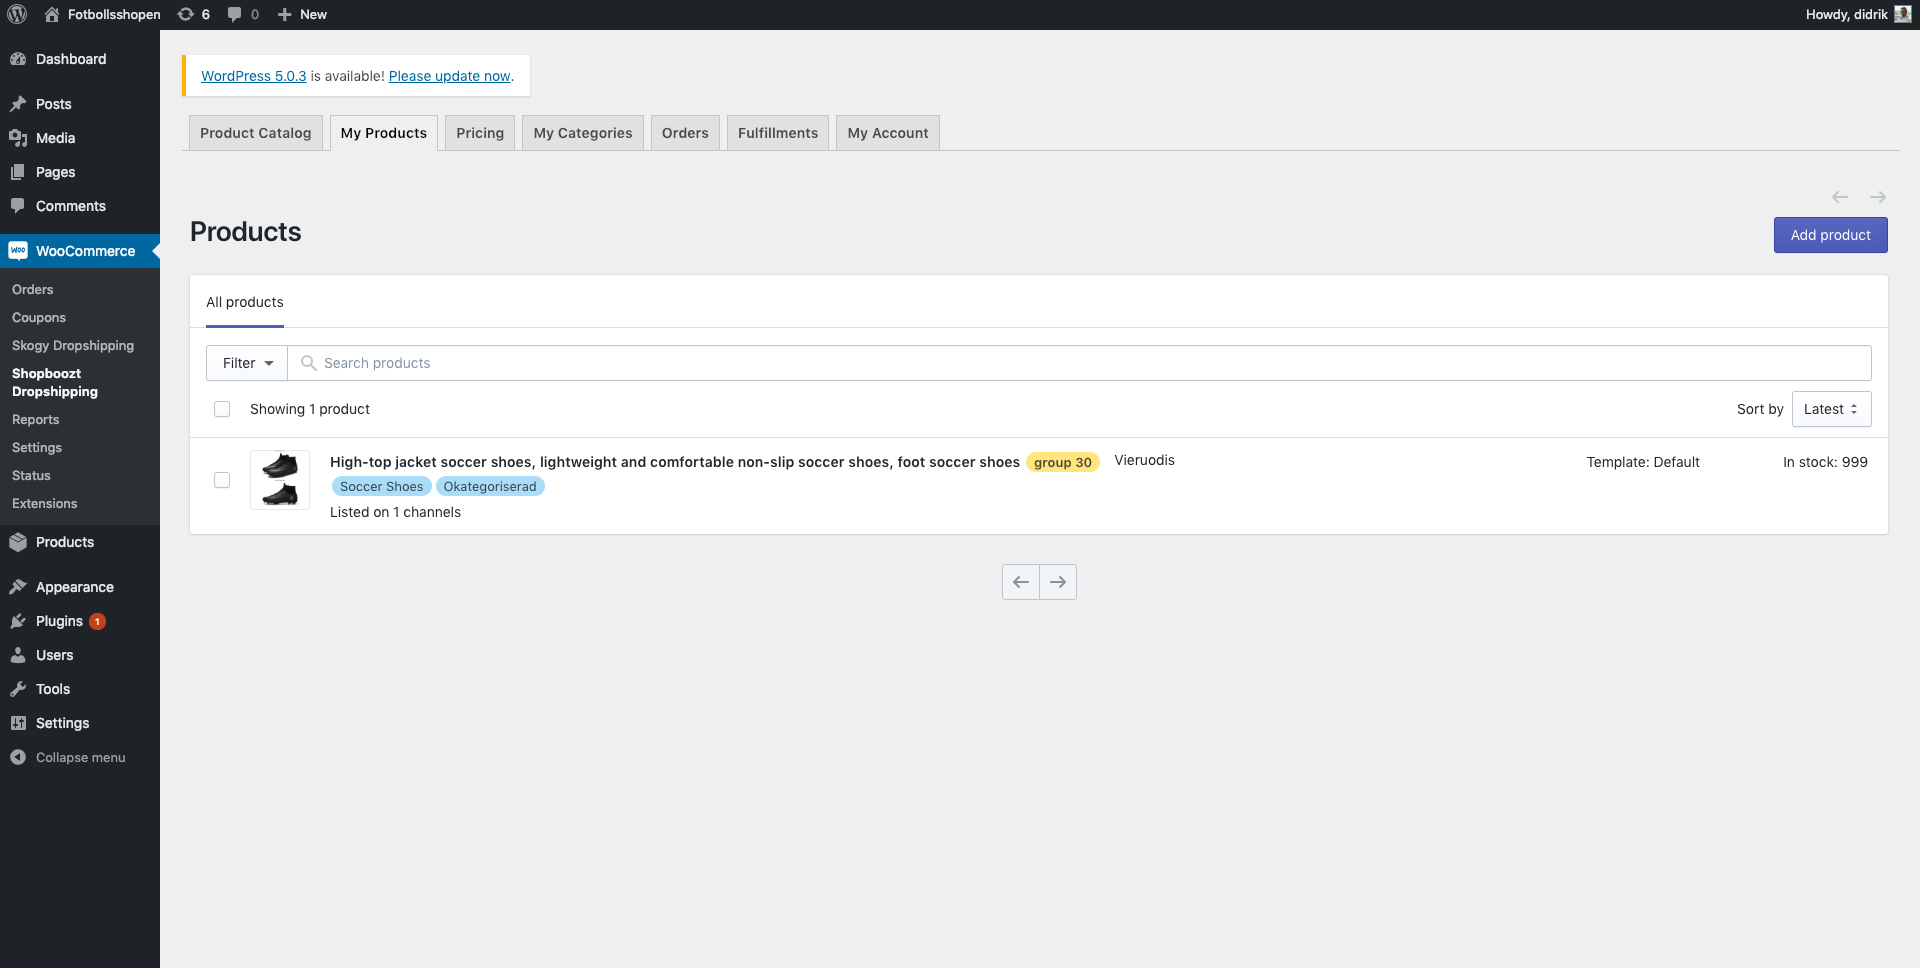 Fotbollsshopen 6 0 New Howdy, didrik
Dashboard
Posts
Media
Pages
Comments
WooCommerce
Orders
Coupons
Skogy Dropshipping
Shopboozt
Dropshipping
Reports
Settings
Status
Extensions
Products
Appearance
Plugins 1
Users
Tools
Settings
Collapse menu
WordPress 5.0.3 is available! Please update now.
Product Catalog My Products Pricing My Categories Orders Fulfillments My Account
Products
Add product
All products
Filter Search products
Showing 1 product Sort by Latest
High-top jacket soccer shoes, lightweight and comfortable non-slip soccer shoes, foot soccer shoes group 30 Vieruodis Template: Default In stock: 999
Soccer Shoes Okategoriserad
Listed on 1 channels